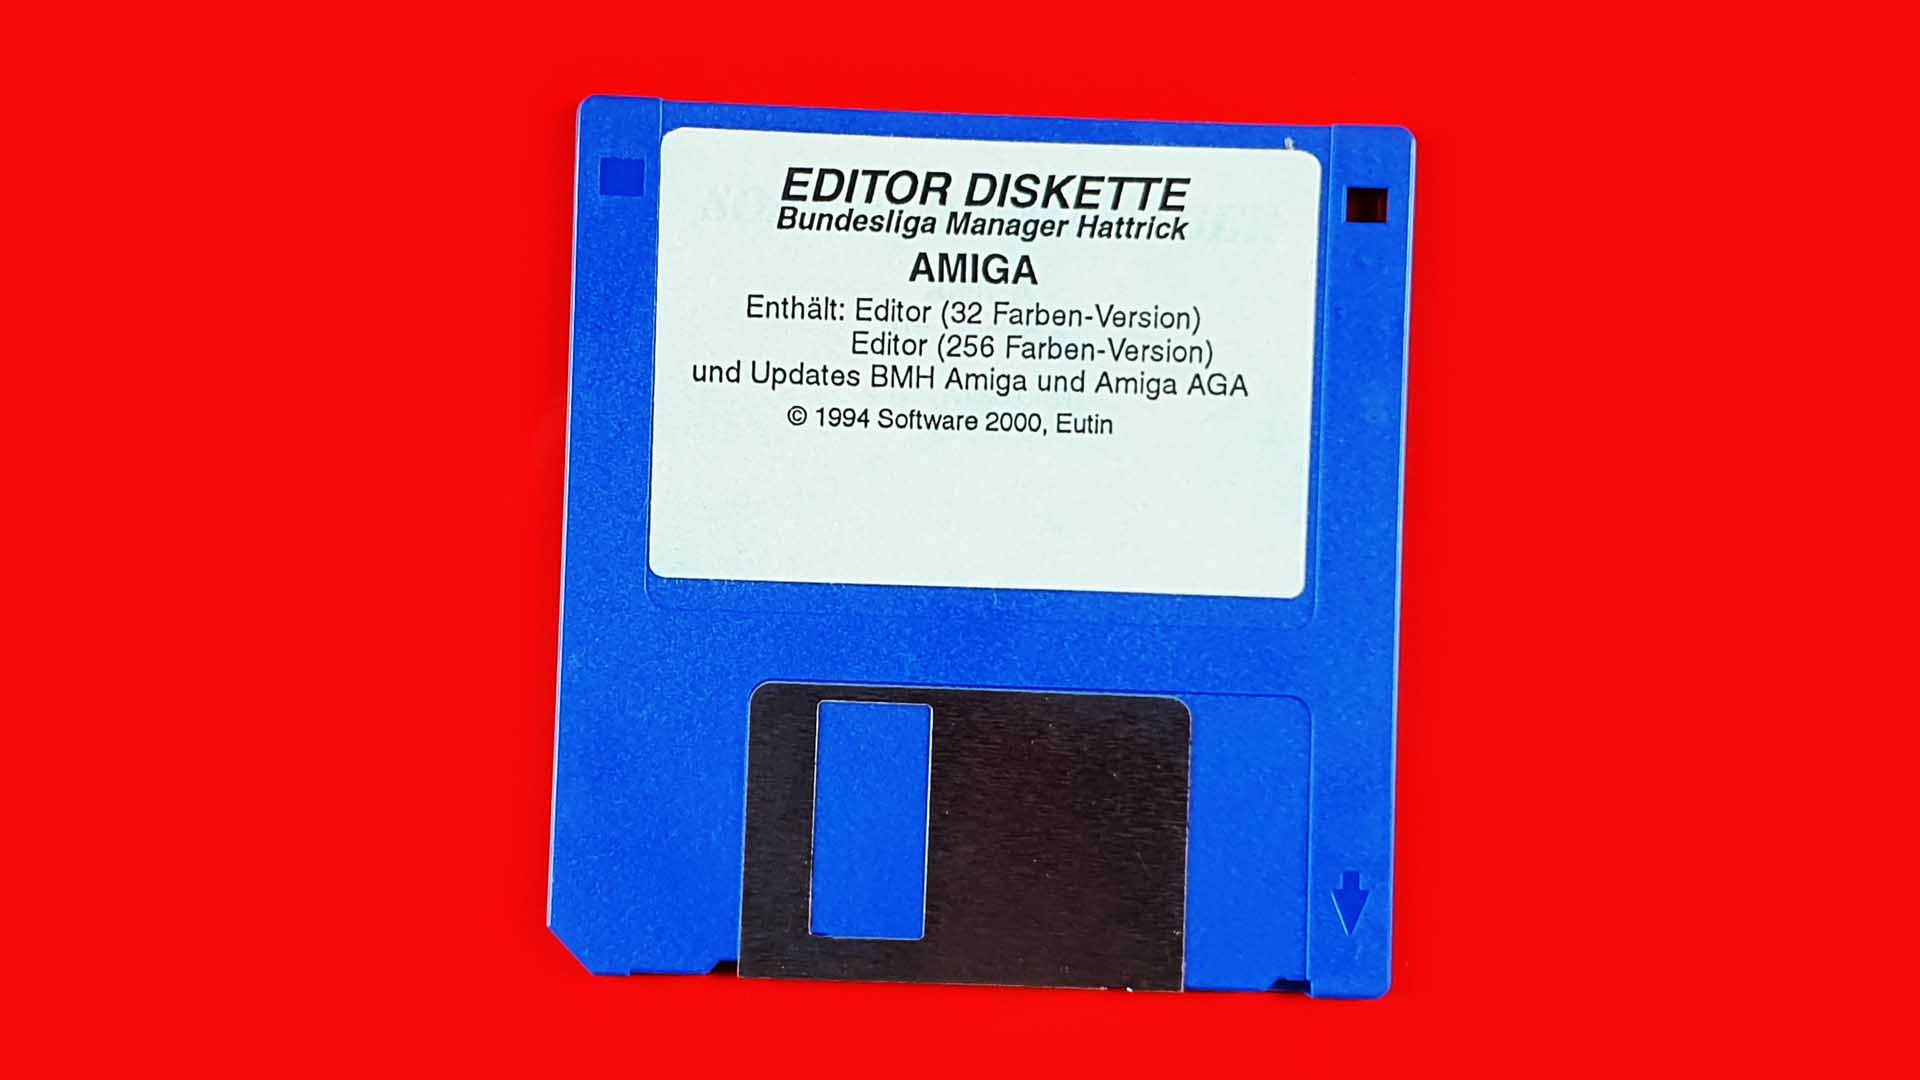 EDITOR DISKETTE
Bundesliga Manager Hattrick
AMIGA
Enthält: Editor (32 Farben-Version)
Editor (256 Farben-Version)
und Updates BMH Amiga und Amiga AGA
© 1994 Software 2000, Eutin